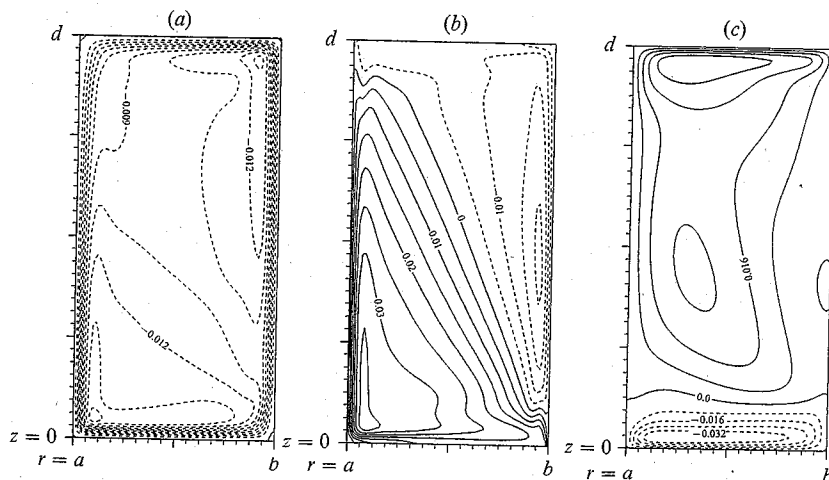 (a)
(b)
(c)
d
d
d
−0.009
−0.012
−0.012
0
0.01
0.01
0.02
0.03
0.016
0.0
−0.016
−0.032
z = 0
z = 0
z = 0
r = a
b
r = a
b
r = a